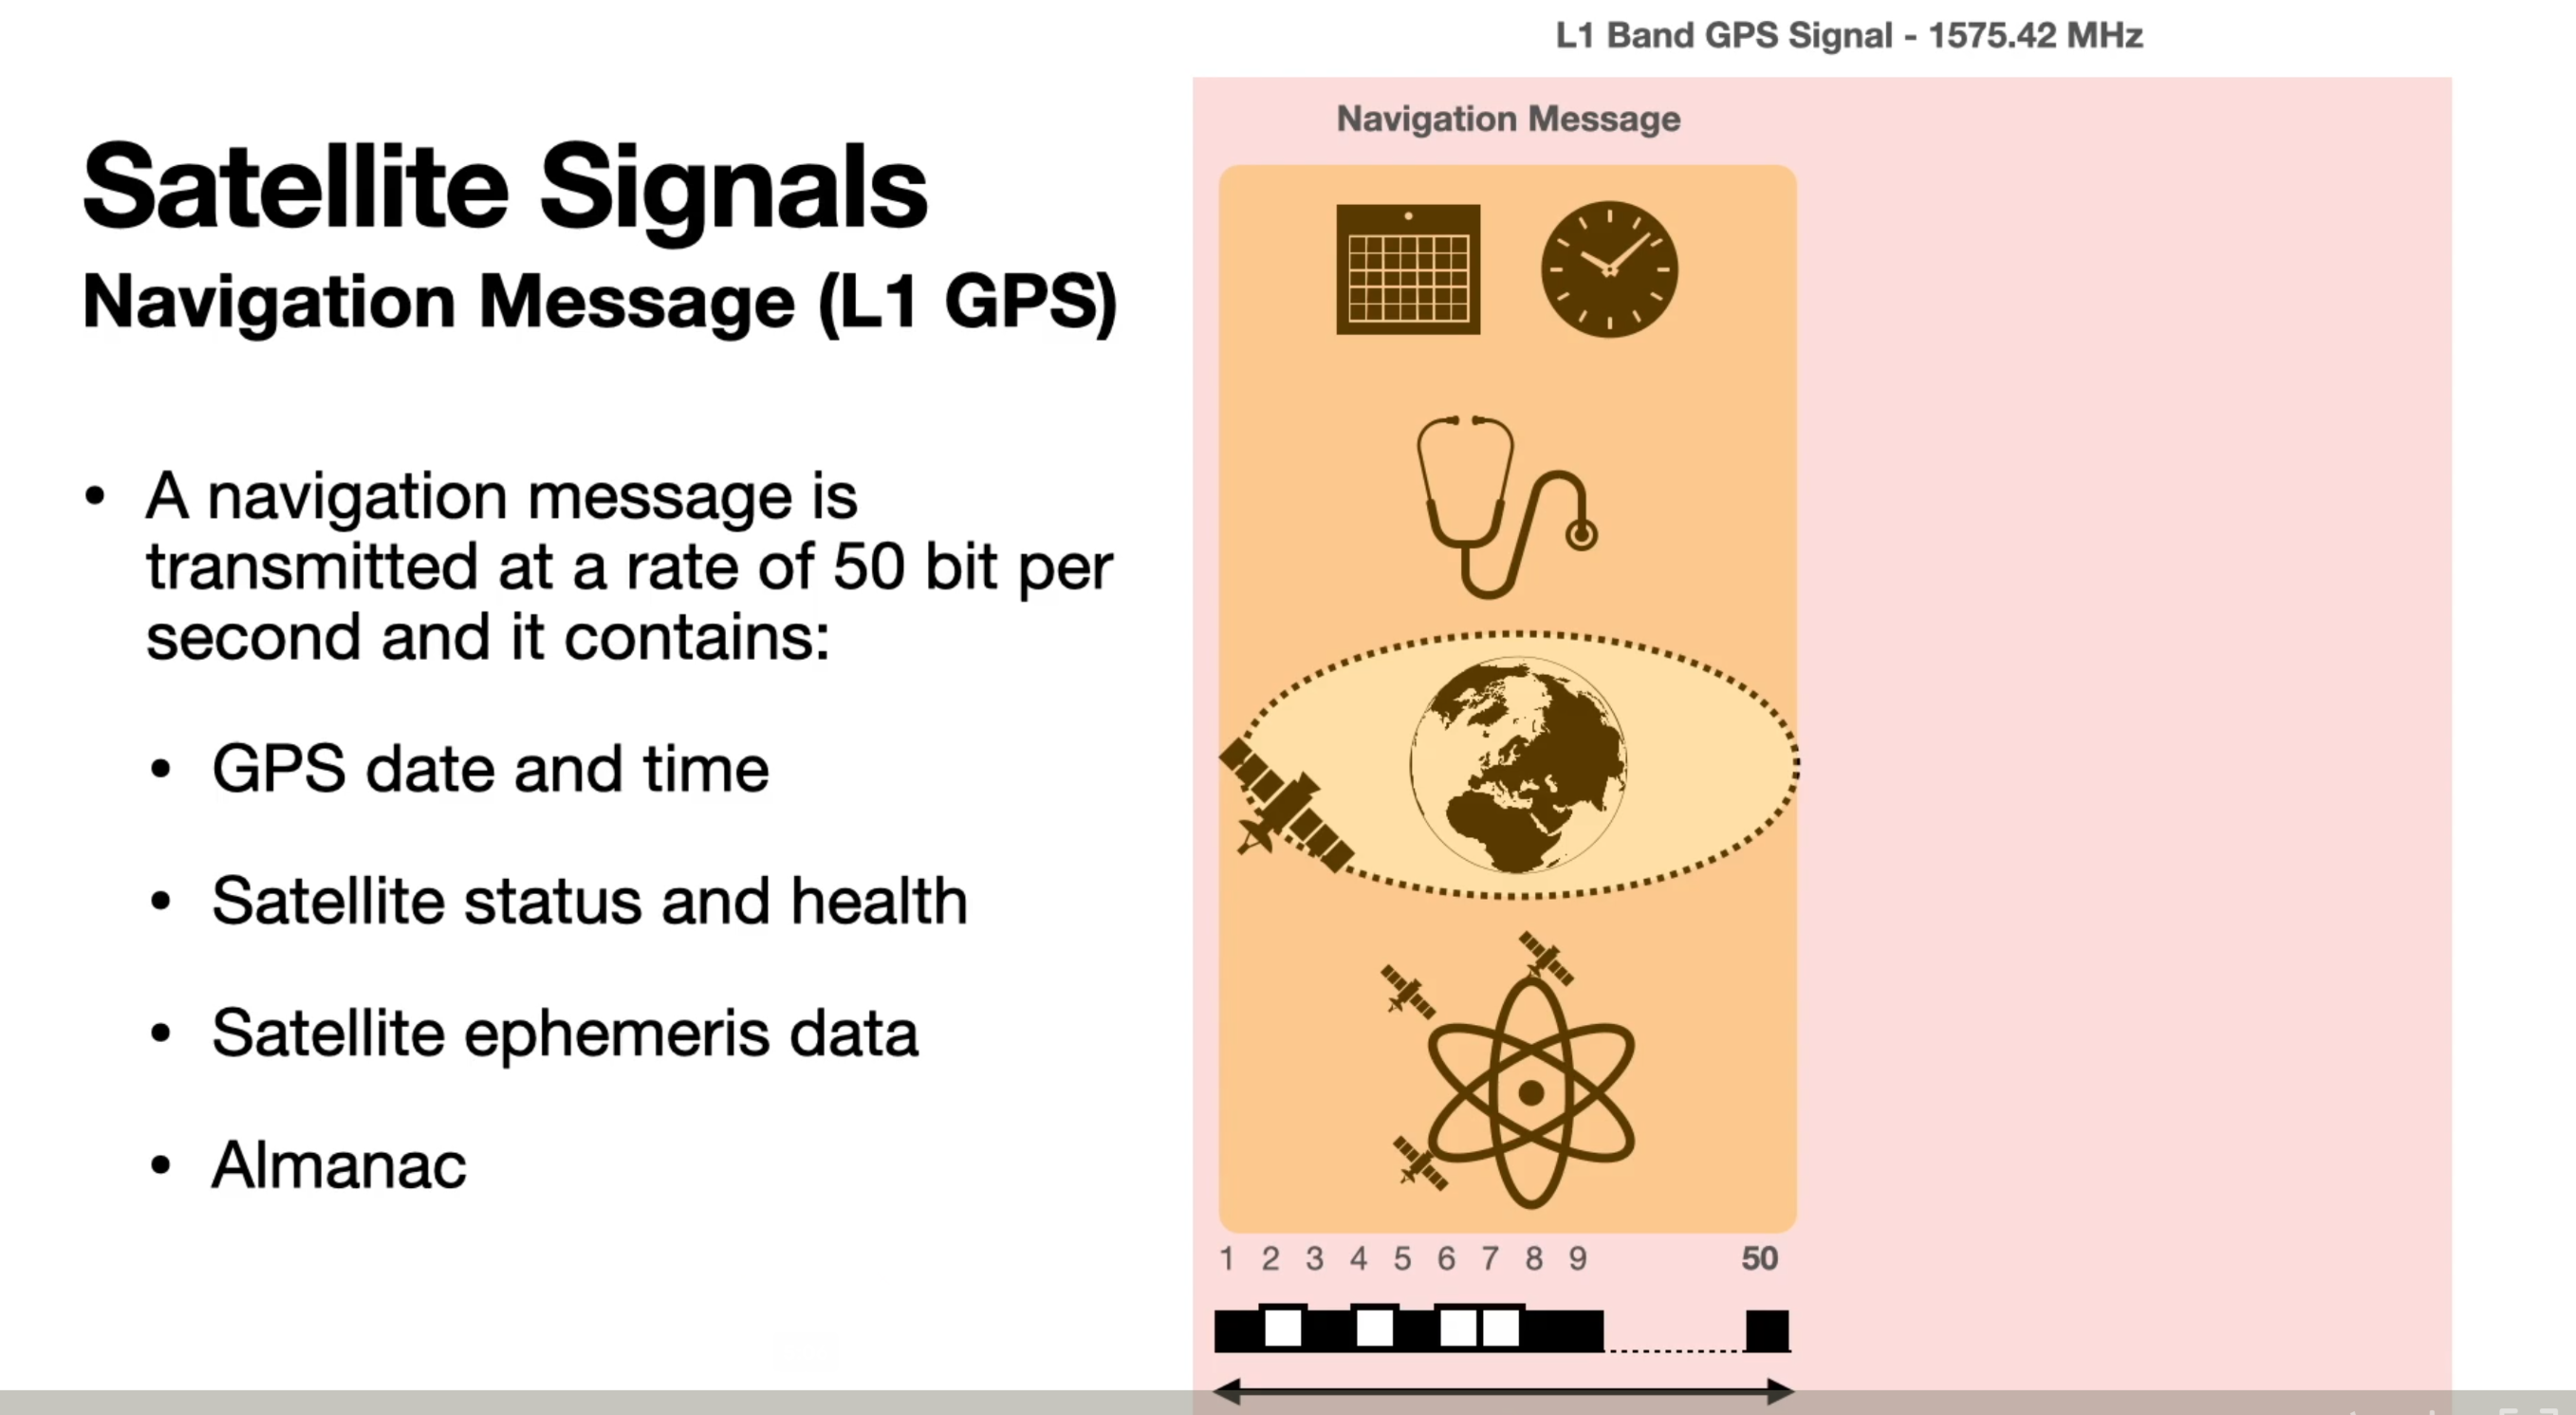 L1 Band GPS Signal - 1575.42 MHz
Satellite Signals
Navigation Message (L1 GPS)
• A navigation message is
transmitted at a rate of 50 bit per
second and it contains:
• GPS date and time
• Satellite status and health
• Satellite ephemeris data
• Almanac
Navigation Message
1 2 3 4 5 6 7 8 9 50